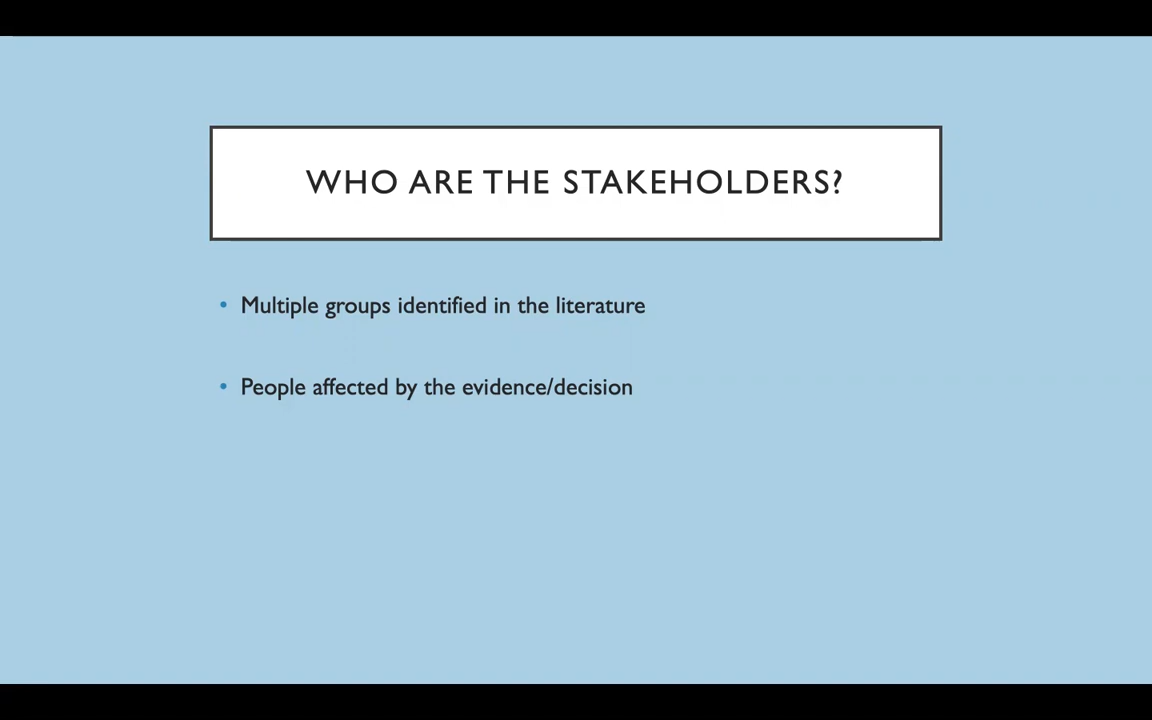 WHO ARE THE STAKEHOLDERS?
• Multiple groups identified in the literature
• People affected by the evidence/decision